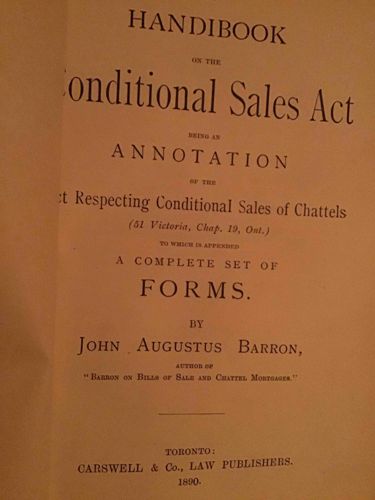 HANDIBOOK
ON THE
Conditional Sales Act
BEING AN
ANNOTATION
OF THE
ct Respecting Conditional Sales of Chattels
(51 Victoria, Chap. 19, Ont.)
TO WHICH IS APPENDED
A COMPLETE SET OF
FORMS.
BY
JOHN AUGUSTUS BARRON,
AUTHOR OF
"BARRON ON BILLS OF SALE AND CHATTEL MORTGAGES."
TORONTO:
CARSWELL & Co., LAW PUBLISHERS.
1890.